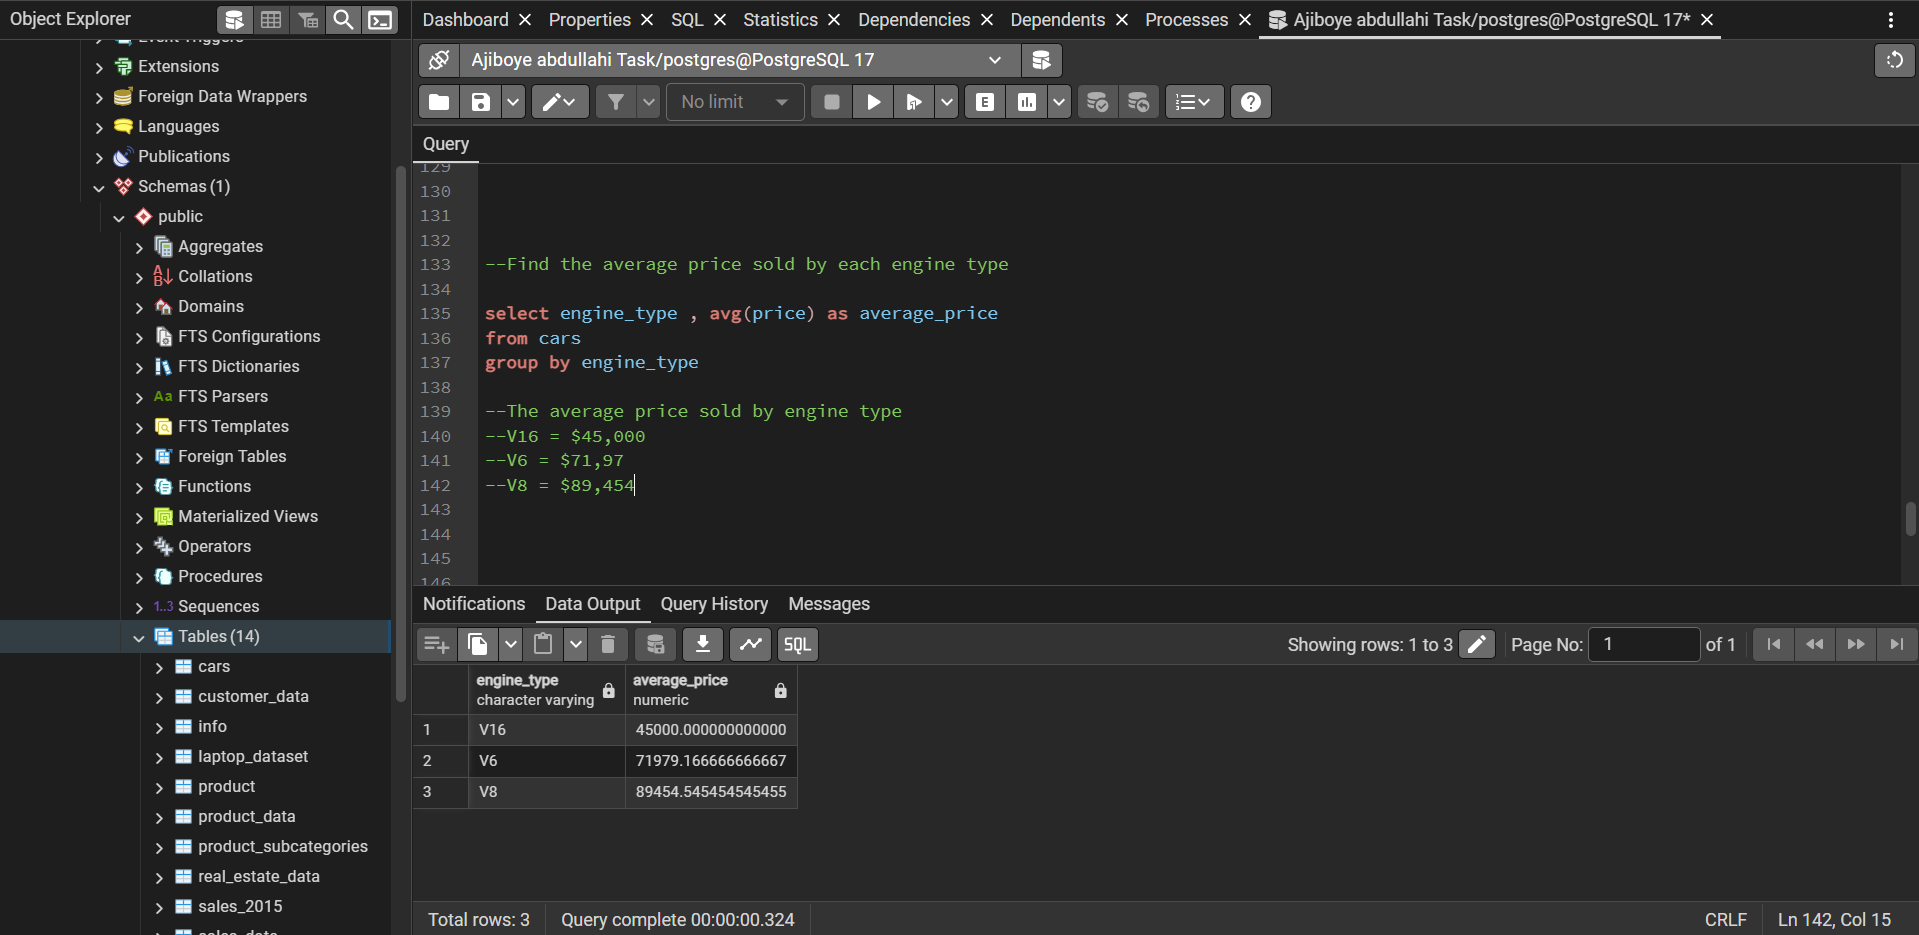 Object Explorer
Event Triggers
Extensions
Foreign Data Wrappers
Languages
Publications
Schemas (1)
public
Aggregates
Collations
Domains
FTS Configurations
FTS Dictionaries
Aa FTS Parsers
FTS Templates
Foreign Tables
Functions
Materialized Views
Operators
Procedures
1..3 Sequences
Tables (14)
cars
customer_data
info
laptop_dataset
product
product_data
product_subcategories
real_estate_data
sales_2015
sales_data
Dashboard Properties SQL Statistics Dependencies Dependents Processes Ajiboye abdullahi Task/postgres@PostgreSQL 17*
Ajiboye abdullahi Task/postgres@PostgreSQL 17
No limit E
Query
129
130
131
132
133 --Find the average price sold by each engine type
134
135 select engine_type , avg(price) as average_price
136 from cars
137 group by engine_type
138
139 --The average price sold by engine type
140 --V16 = $45,000
141 --V6 = $71,97
142 --V8 = $89,454
143
144
145
146
Notifications Data Output Query History Messages
SQL Showing rows: 1 to 3 Page No: 1 of 1
engine_type average_price
character varying numeric
1 V16 45000.000000000000
2 V6 71979.166666666667
3 V8 89454.545454545455
Total rows: 3 Query complete 00:00:00.324 CRLF Ln 142, Col 15